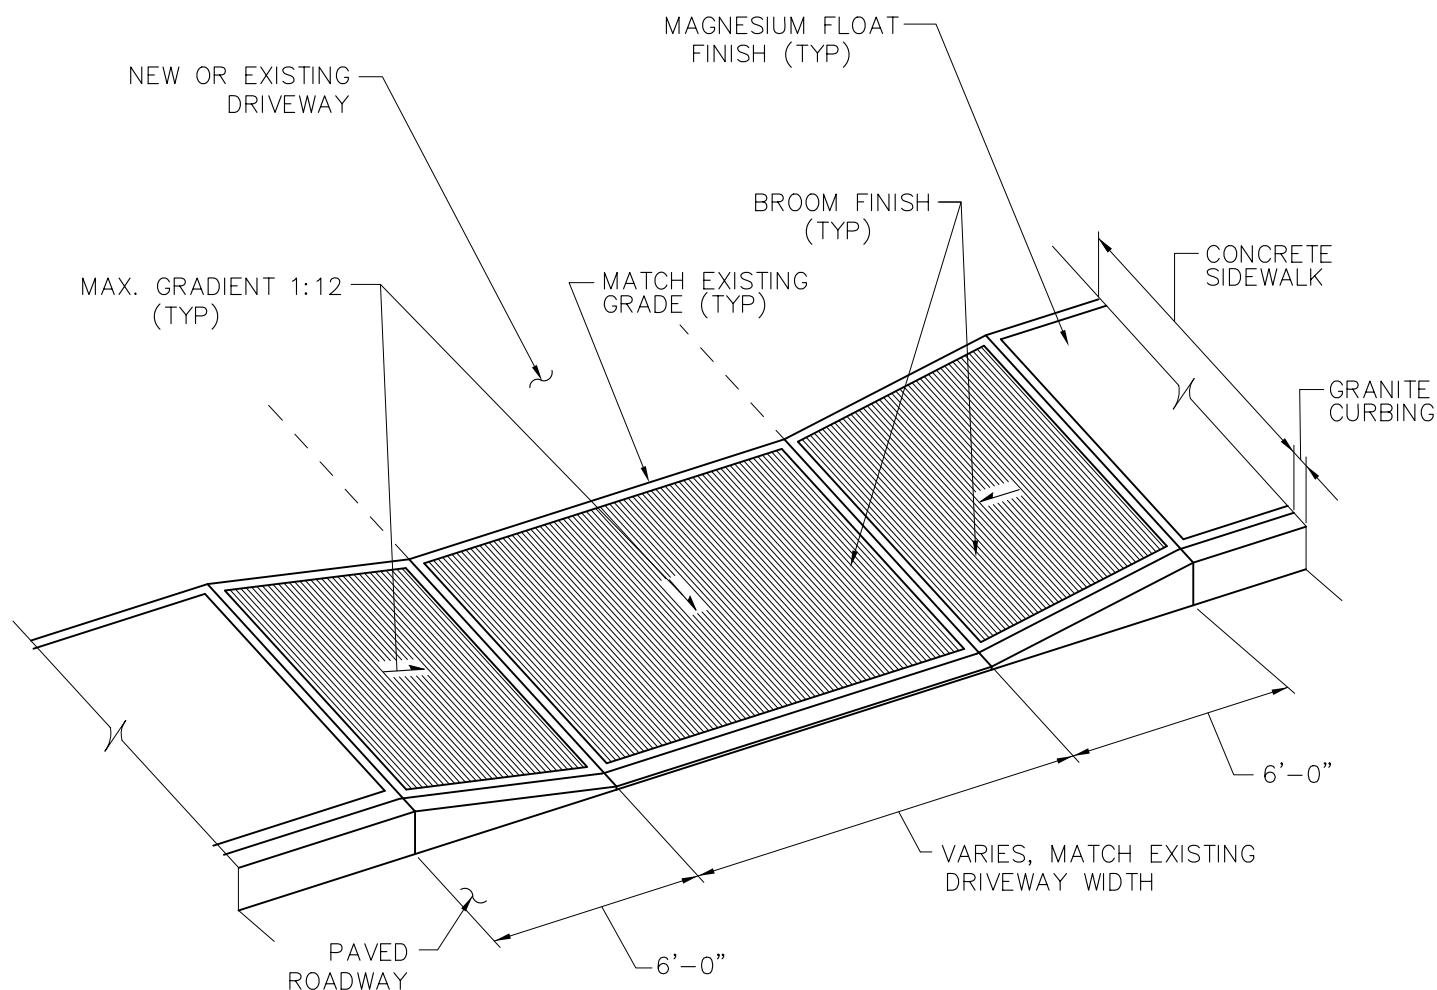 MAGNESIUM FLOAT
FINISH (TYP)
NEW OR EXISTING
DRIVEWAY
BROOM FINISH
(TYP)
CONCRETE
SIDEWALK
MAX. GRADIENT 1:12
(TYP)
MATCH EXISTING
GRADE (TYP)
GRANITE
CURBING
6'-0"
VARIES, MATCH EXISTING
DRIVEWAY WIDTH
PAVED
ROADWAY
6'-0"